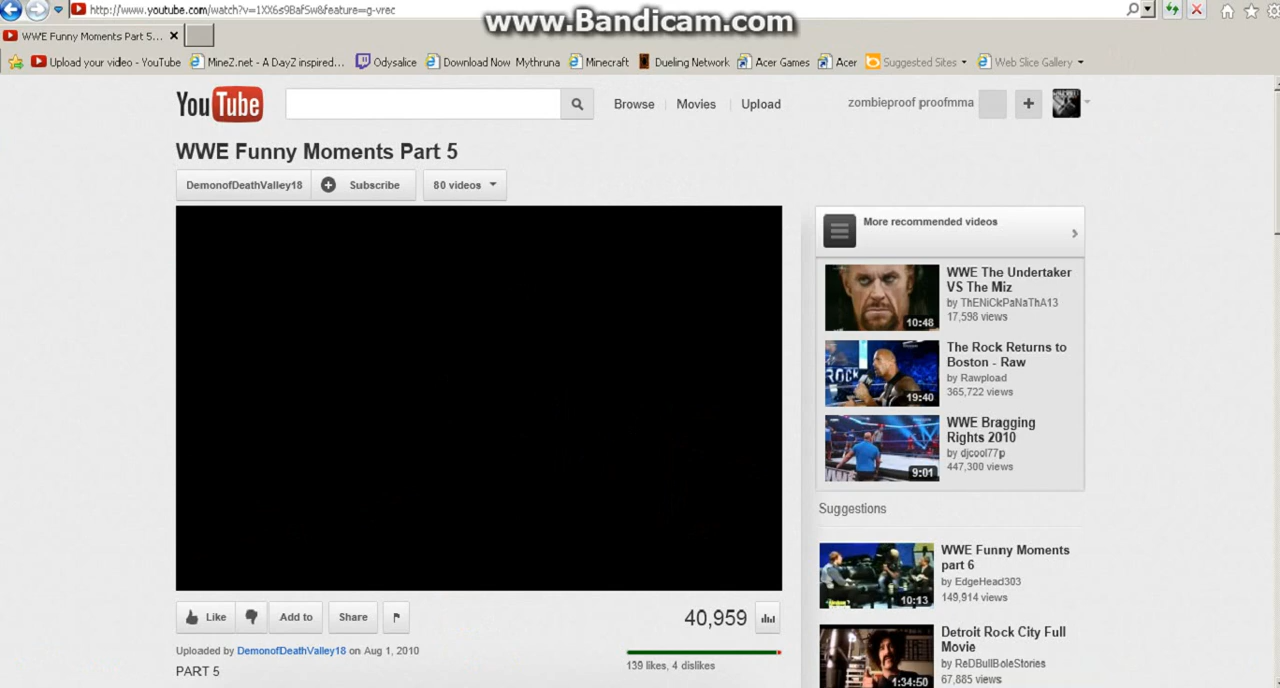 http://www.youtube.com/watch?v=1XX6s9BafSw&feature=g-vrec
www.Bandicam.com
WWE Funny Moments Part 5...
Upload your video - YouTube MineZ.net - A DayZ inspired... Odysalice Download Now Mythruna Minecraft Dueling Network Acer Games Acer Suggested Sites Web Slice Gallery
YouTube Browse Movies Upload zombieproof proofmma
WWE Funny Moments Part 5
DemonofDeathValley18 Subscribe 80 videos
More recommended videos
WWE The Undertaker
VS The Miz
by ThENiCkPaNaThA13
17,598 views
10:48
The Rock Returns to
Boston - Raw
by Rawpload
365,722 views
ROCK
19:40
WWE Bragging
Rights 2010
by djcool77p
447,300 views
9:01
Suggestions
WWE Funny Moments
part 6
by EdgeHead303
149,914 views
10:13
Detroit Rock City Full
Movie
by ReDBullBoleStories
67,885 views
1:34:50
Like Add to Share 40,959
Uploaded by DemonofDeathValley18 on Aug 1, 2010
139 likes, 4 dislikes
PART 5